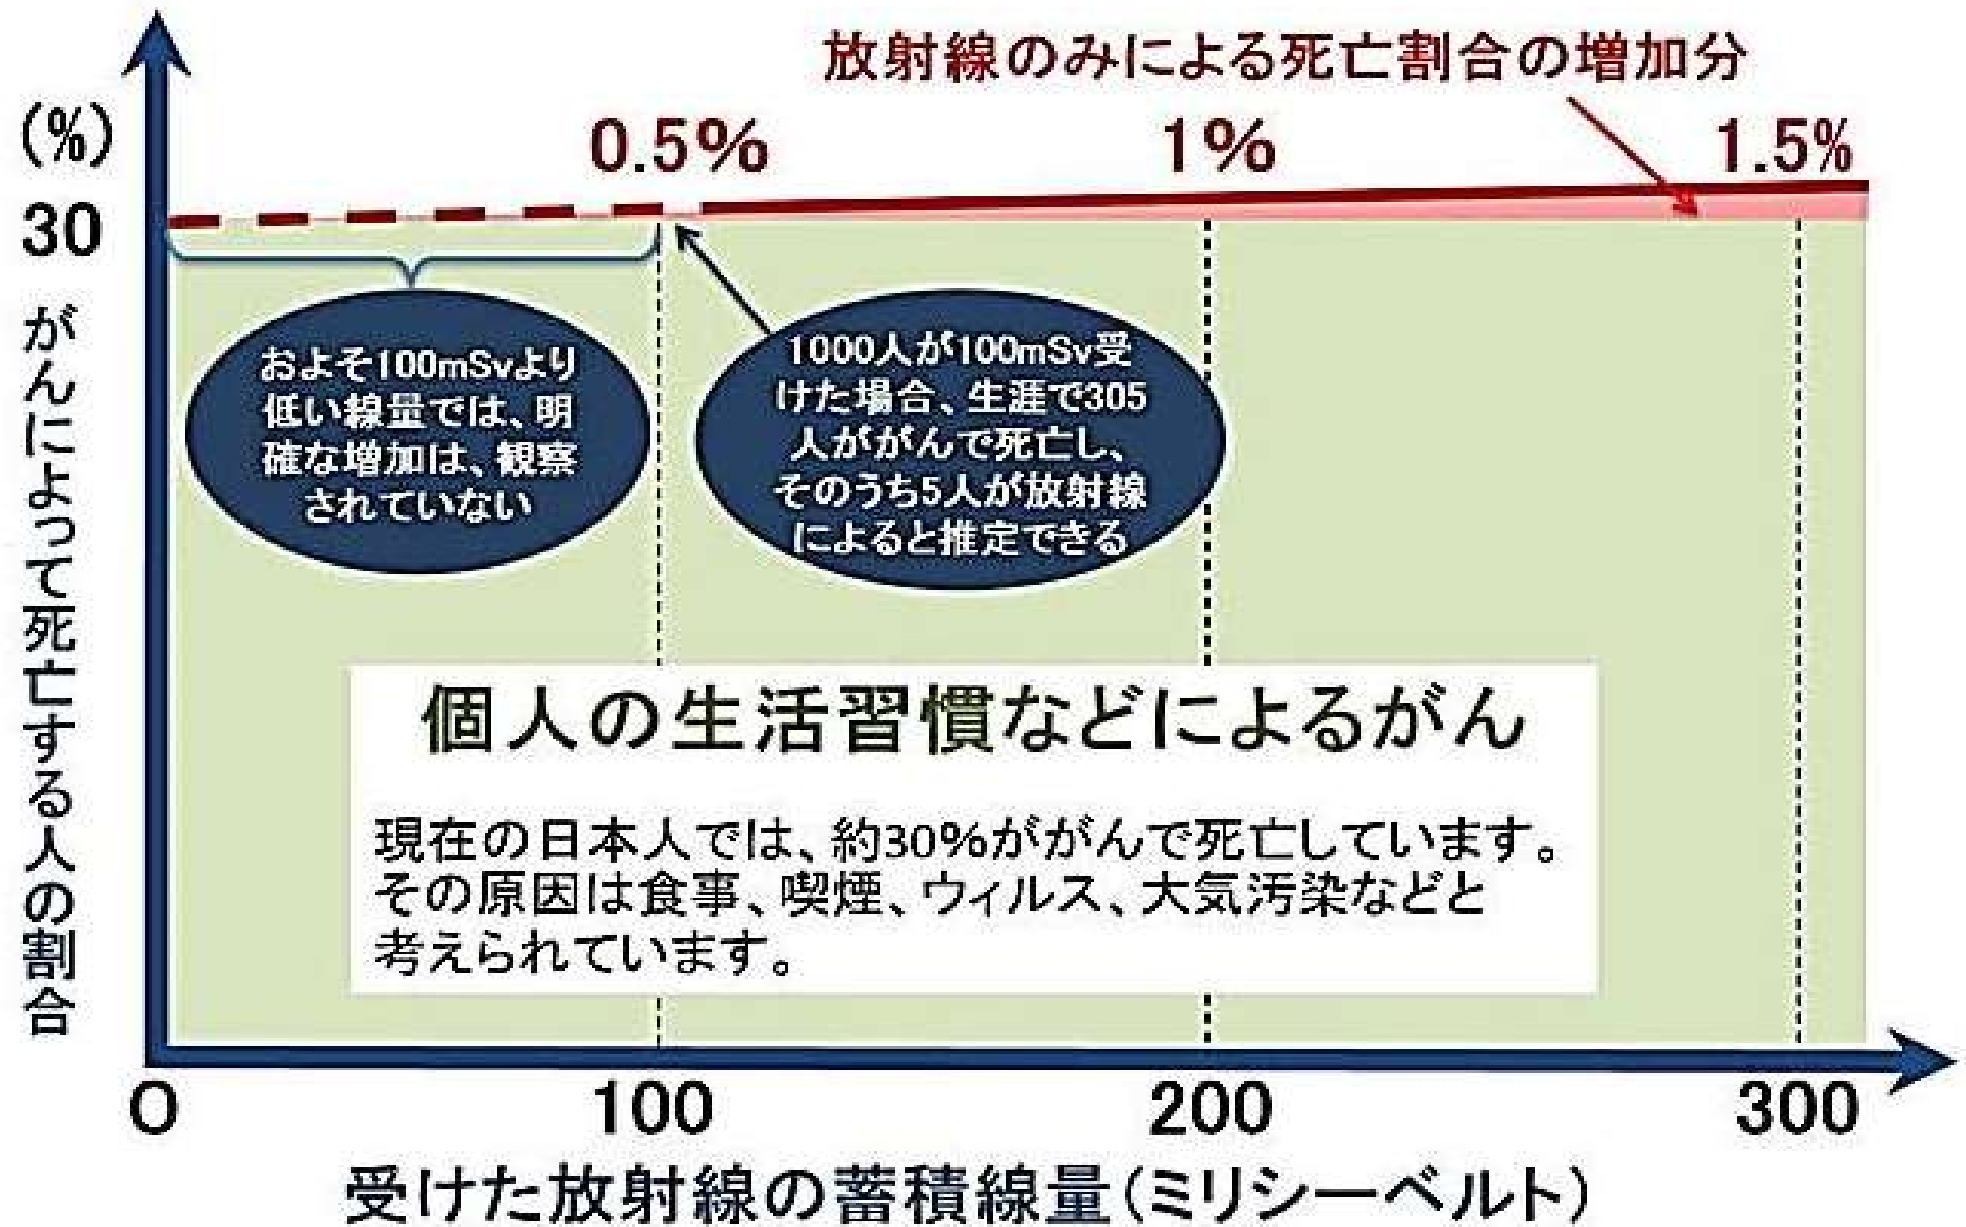 放射線のみによる死亡割合の増加分
(%)
0.5%
1%
1.5%
30
がんによって死亡する人の割合
およそ100mSvより
低い線量では、明
確な増加は、観察
されていない
1000人が100mSv受
けた場合、生涯で305
人ががんで死亡し、
そのうち5人が放射線
によると推定できる
個人の生活習慣などによるがん
現在の日本人では、約30%ががんで死亡しています。
その原因は食事、喫煙、ウィルス、大気汚染などと
考えられています。
O
100
200
300
受けた放射線の蓄積線量(ミリシーベルト)